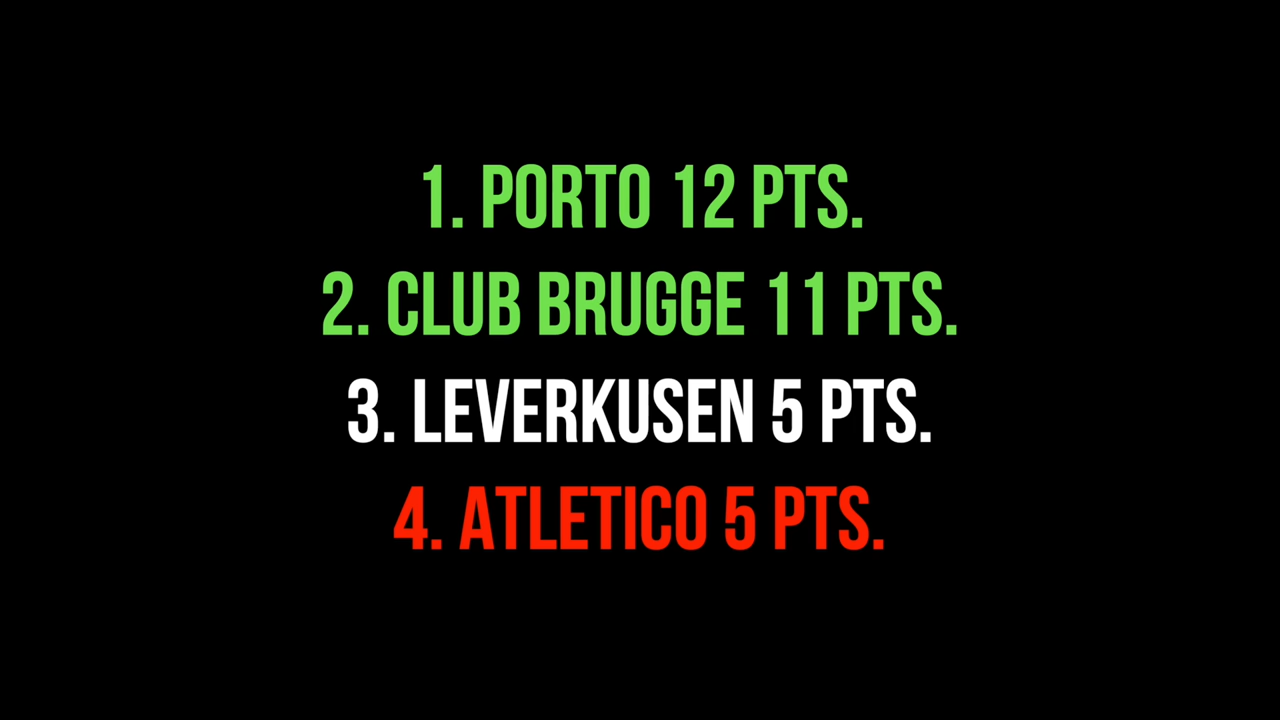 1. PORTO 12 PTS.
2. CLUB BRUGGE 11 PTS.
3. LEVERKUSEN 5 PTS.
4. ATLETICO 5 PTS.